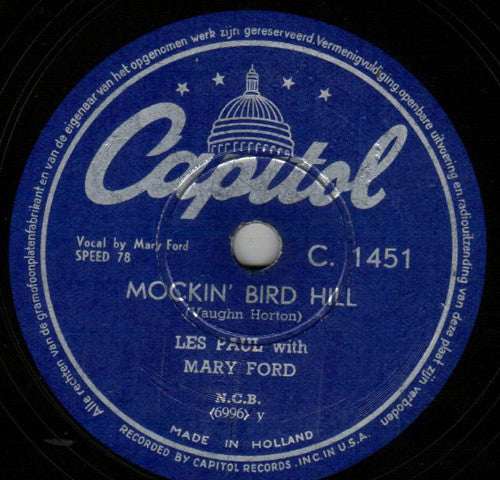 Alle rechten van de gramofoonplatenfabrikant en van de eigenaar van het opgenomen werk zijn gereserveerd. Vermenigvuldiging, openbare uitwerring en radiouitzending van deze plaat zijn verboden
Capitol
Vocal by Mary Ford
SPEED 78
C. 1451
MOCKIN' BIRD HILL
(Vaughn Horton)
LES PAUL with
MARY FORD
N.C.B.
(6996) y
MADE IN HOLLAND
RECORDED BY CAPITOL RECORDS, INC. IN U.S.A.